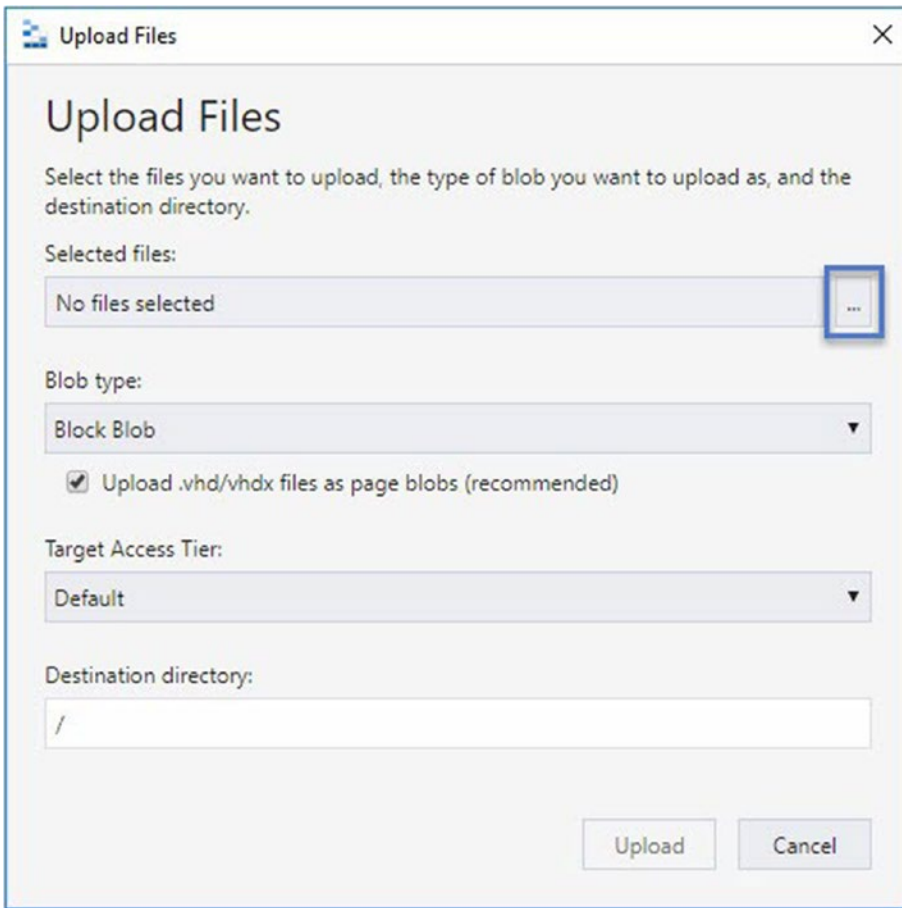 Upload Files
Upload Files
Select the files you want to upload, the type of blob you want to upload as, and the
destination directory.
Selected files:
No files selected
...
Blob type:
Block Blob
Upload .vhd/vhdx files as page blobs (recommended)
Target Access Tier:
Default
Destination directory:
/
Upload
Cancel